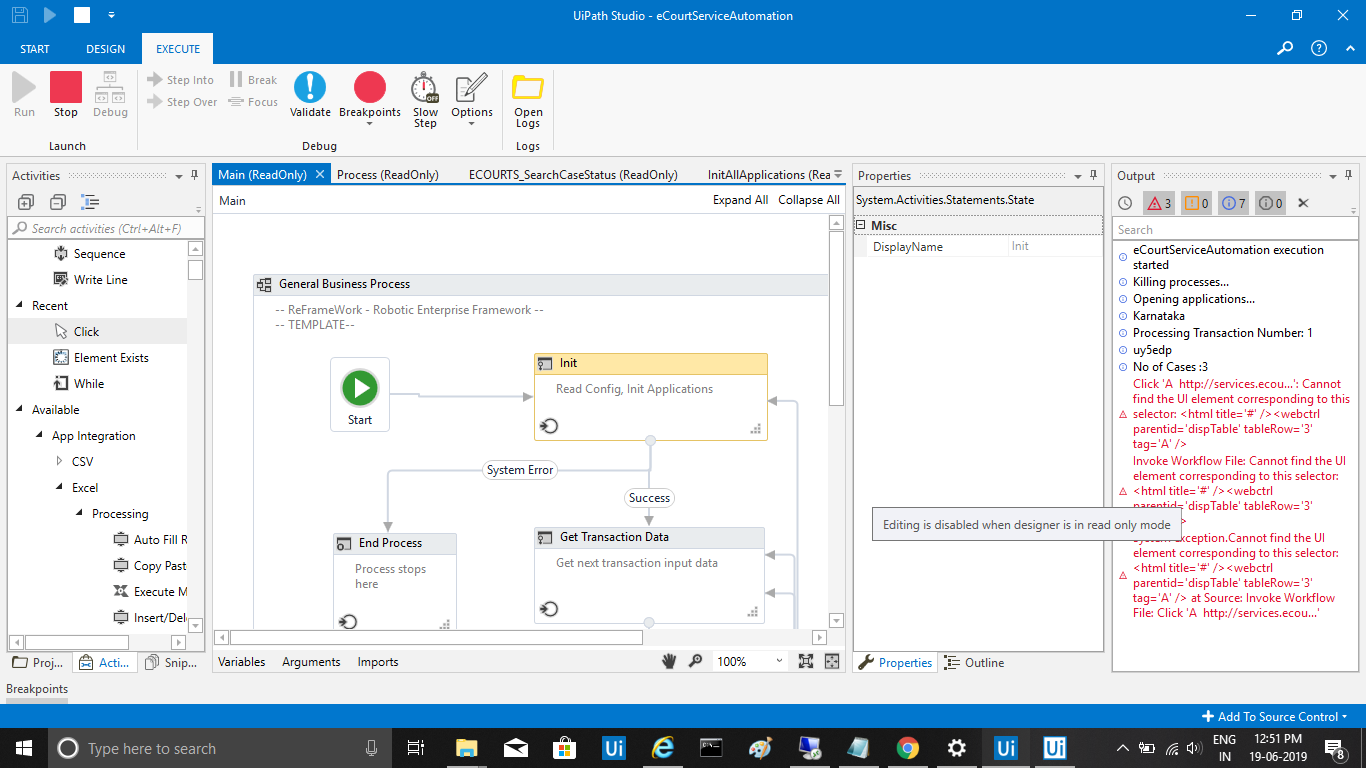 UiPath Studio - eCourtServiceAutomation
START DESIGN EXECUTE
Run Stop Debug
Step Into
Step Over
Break
Focus
Validate Breakpoints Slow
Step Options Open
Logs
Launch Debug Logs
Activities
Search activities (Ctrl+Alt+F)
Sequence
Write Line
Recent
Click
Element Exists
While
Available
App Integration
CSV
Excel
Processing
Auto Fill R
Copy Past
Execute M
Insert/Del
Proj... Acti... Snip...
Main (ReadOnly) Process (ReadOnly) ECOURTS_SearchCaseStatus (ReadOnly) InitAllApplications (Rea
Main Expand All Collapse All
General Business Process
-- ReFrameWork - Robotic Enterprise Framework --
-- TEMPLATE--
Start
Init
Read Config, Init Applications
System Error
Success
End Process
Process stops
here
Get Transaction Data
Get next transaction input data
Variables Arguments Imports 100%
Properties
System.Activities.Statements.State
Misc
DisplayName Init
Editing is disabled when designer is in read only mode
Properties Outline
Output
3 0 7 0
Search
eCourtServiceAutomation execution
started
Killing processes...
Opening applications...
Karnataka
Processing Transaction Number: 1
uy5edp
No of Cases :3
Click 'A http://services.ecou...': Cannot
find the UI element corresponding to this
selector: <html title='#' /><webctrl
parentid='dispTable' tableRow='3'
tag='A' />
Invoke Workflow File: Cannot find the UI
element corresponding to this selector:
<html title='#' /><webctrl
parentid='dispTable' tableRow='3'
element corresponding to this selector:
<html title='#' /><webctrl
parentid='dispTable' tableRow='3'
tag='A' /> at Source: Invoke Workflow
File: Click 'A http://services.ecou...'
Breakpoints
Add To Source Control
Type here to search
Ui Ui Ui
ENG
IN
12:51 PM
19-06-2019
8